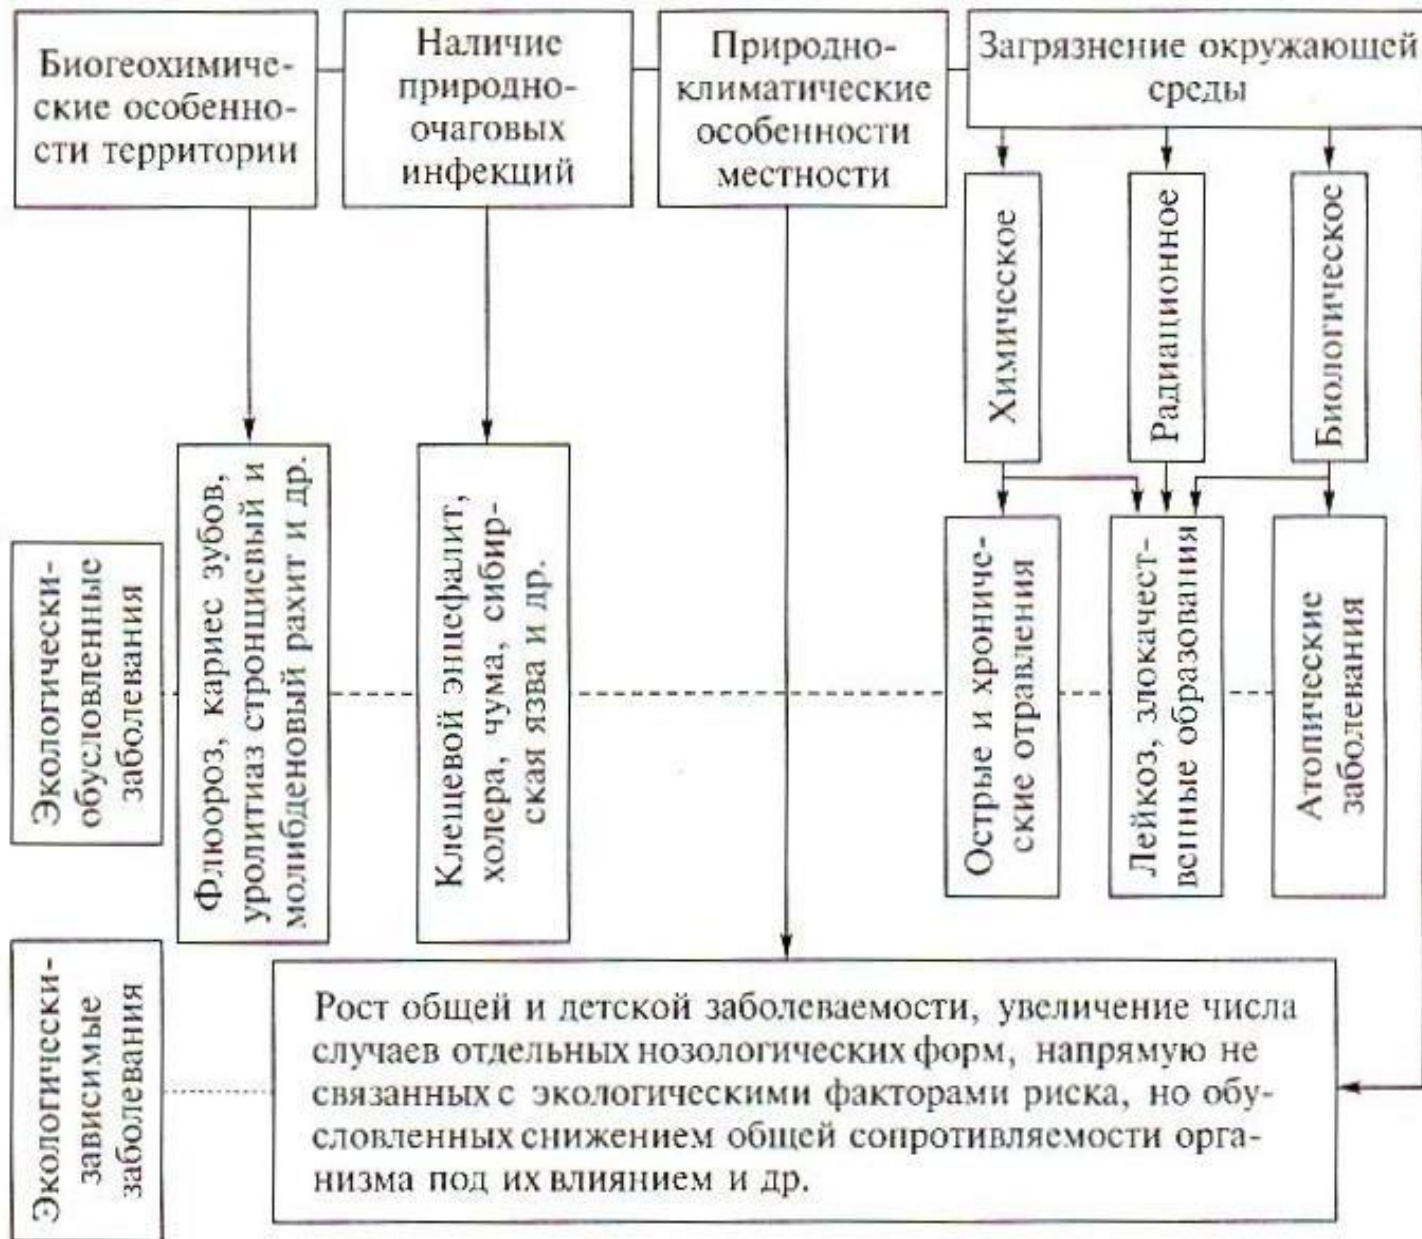 Биогеохимиче-
ские особенно-
сти территории
Наличие
природно-
очаговых
инфекций
Природно-
климатические
особенности
местности
Загрязнение окружающей
среды
Химическое
Радиационное
Биологическое
Экологически-
обусловленные
заболевания
Флюороз, кариес зубов,
уролитиаз стронциевый и
молибденовый рахит и др.
Клещевой энцефалит,
холера, чума, сибир-
ская язва и др.
Острые и хрониче-
ские отравления
Лейкоз, злокачест-
венные образования
Атопические
заболевания
Экологически-
зависимые
заболевания
Рост общей и детской заболеваемости, увеличение числа
случаев отдельных нозологических форм, напрямую не
связанных с экологическими факторами риска, но обу-
словленных снижением общей сопротивляемости орга-
низма под их влиянием и др.